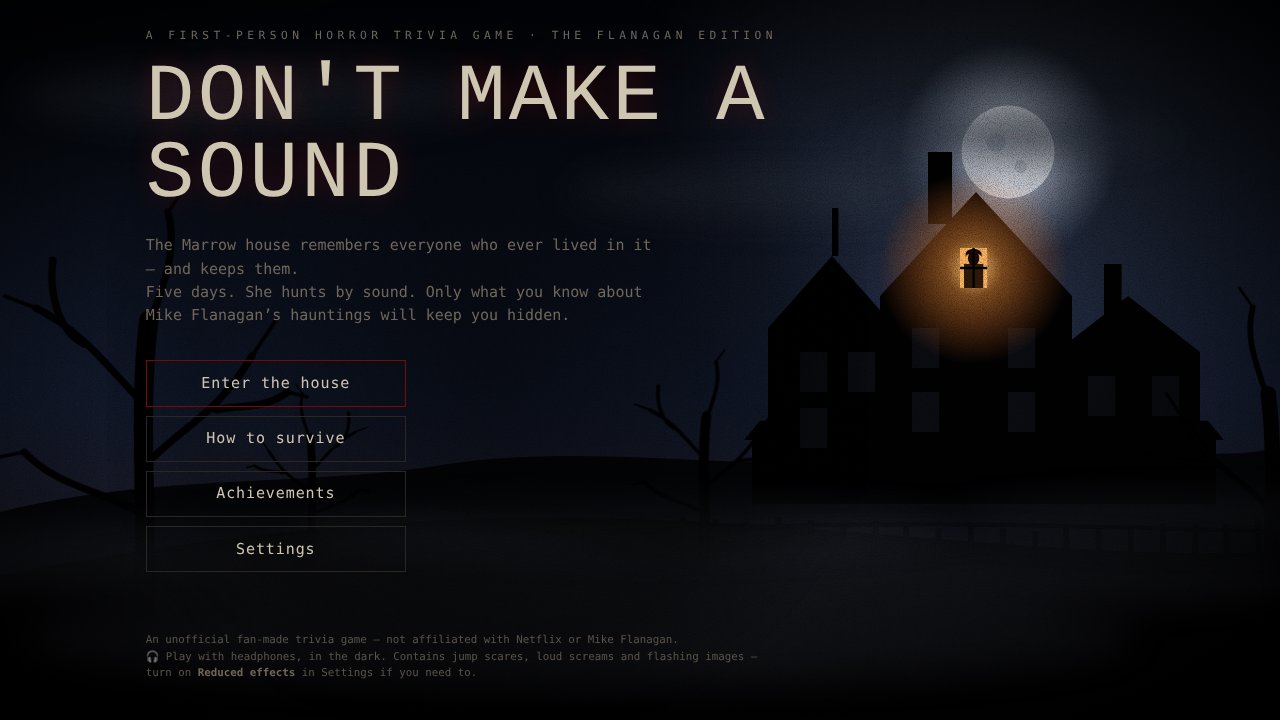 A FIRST-PERSON HORROR TRIVIA GAME · THE FLANAGAN EDITION
DON'T MAKE A
SOUND
The Marrow house remembers everyone who ever lived in it
— and keeps them.
Five days. She hunts by sound. Only what you know about
Mike Flanagan’s hauntings will keep you hidden.
Enter the house
How to survive
Achievements
Settings
An unofficial fan-made trivia game — not affiliated with Netflix or Mike Flanagan.
🎧 Play with headphones, in the dark. Contains jump scares, loud screams and flashing images —
turn on Reduced effects in Settings if you need to.